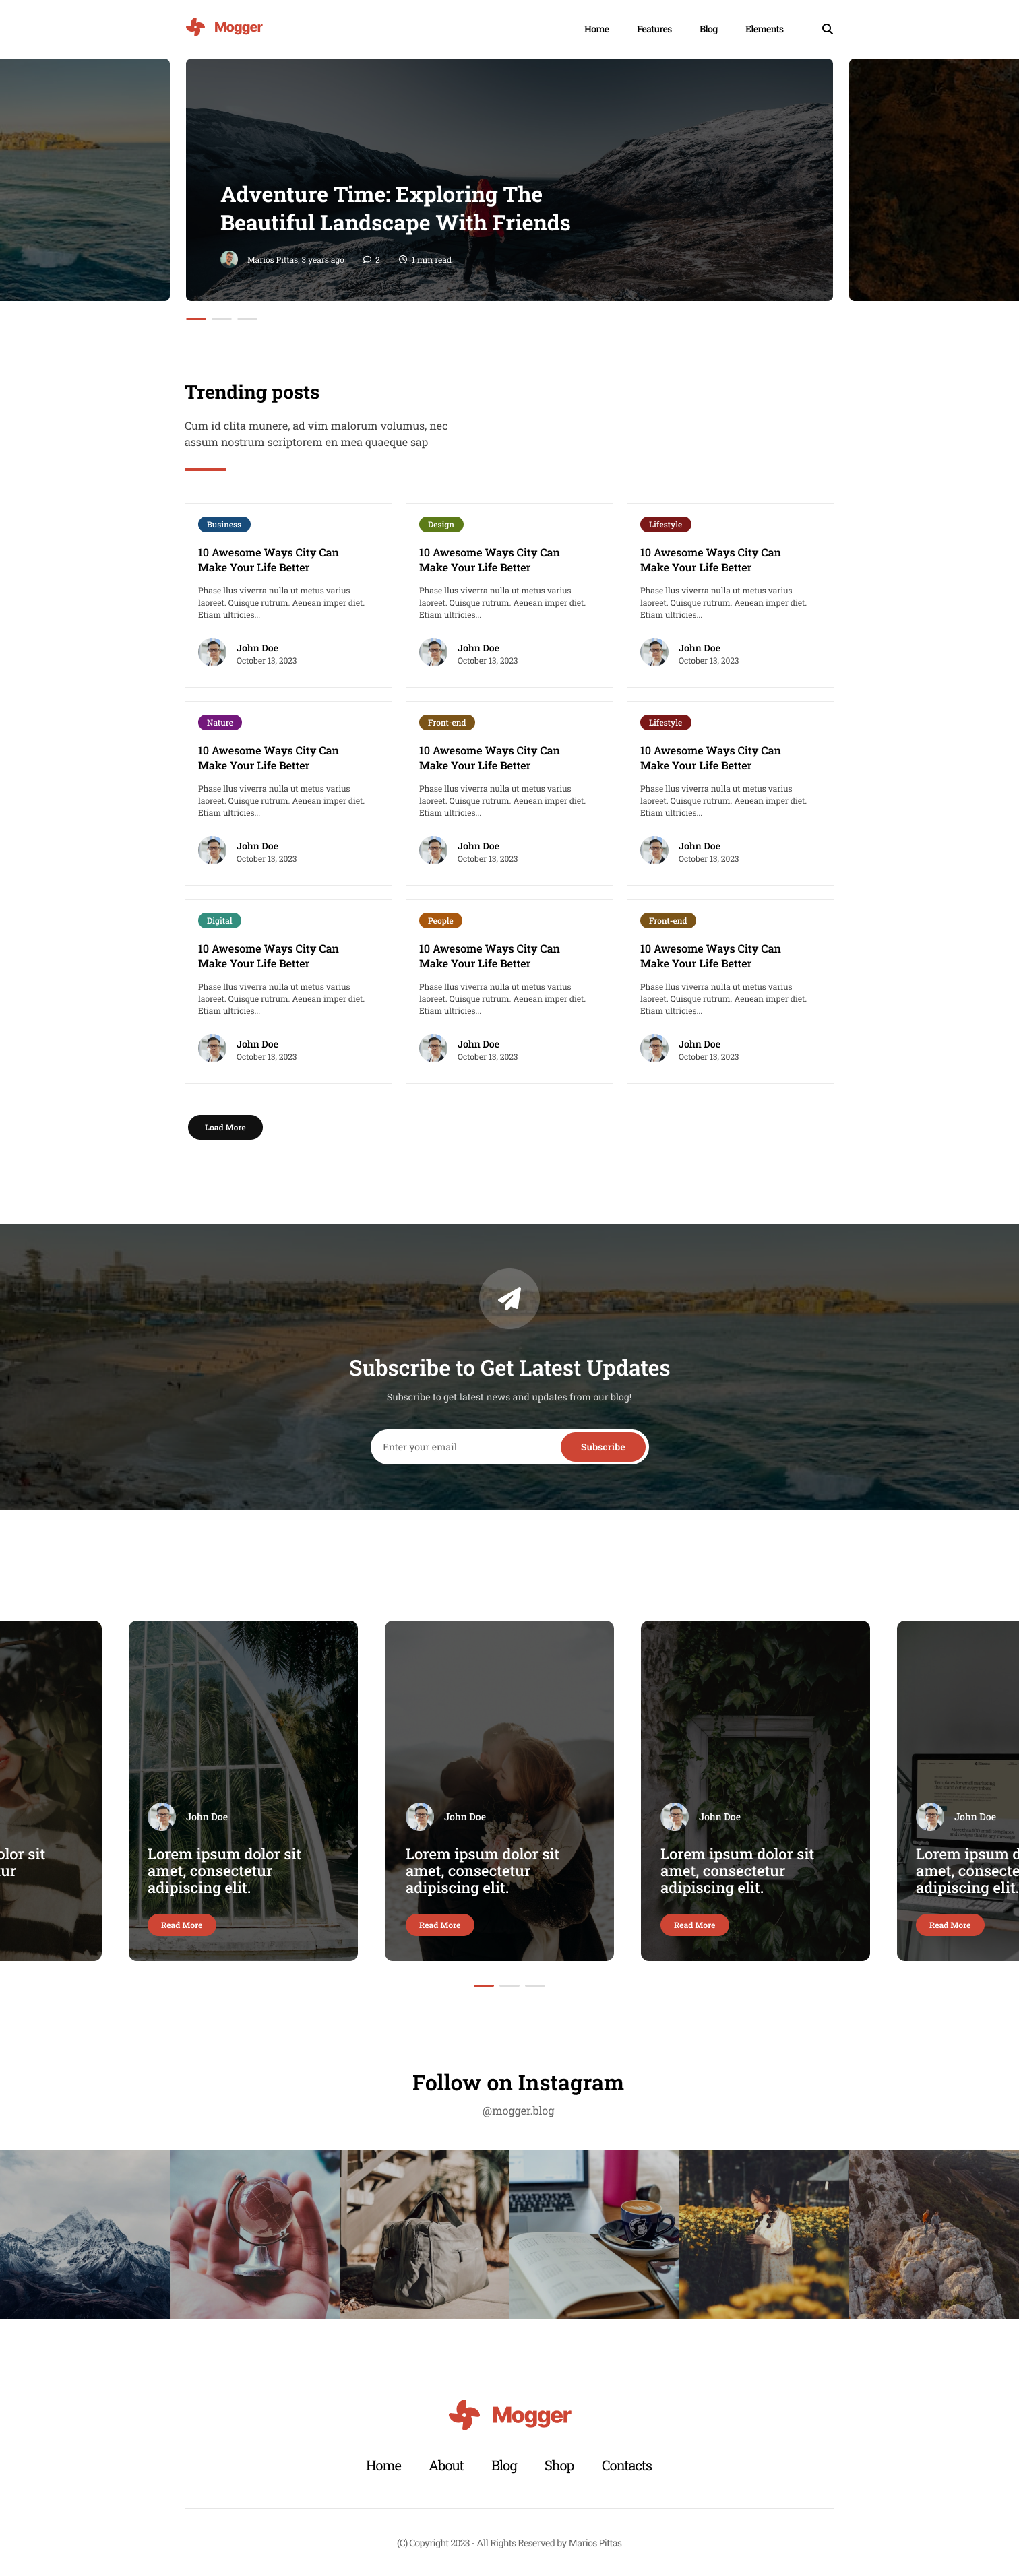 Mogger
Home Features Blog Elements
Adventure Time: Exploring The
Beautiful Landscape With Friends
Marios Pittas, 3 years ago 2 1 min read
Trending posts
Cum id clita munere, ad vim malorum volumus, nec
assum nostrum scriptorem en mea quaeque sap
Business
10 Awesome Ways City Can
Make Your Life Better
Phase llus viverra nulla ut metus varius
laoreet. Quisque rutrum. Aenean imper diet.
Etiam ultricies...
John Doe
October 13, 2023
Design
10 Awesome Ways City Can
Make Your Life Better
Phase llus viverra nulla ut metus varius
laoreet. Quisque rutrum. Aenean imper diet.
Etiam ultricies...
John Doe
October 13, 2023
Lifestyle
10 Awesome Ways City Can
Make Your Life Better
Phase llus viverra nulla ut metus varius
laoreet. Quisque rutrum. Aenean imper diet.
Etiam ultricies...
John Doe
October 13, 2023
Nature
10 Awesome Ways City Can
Make Your Life Better
Phase llus viverra nulla ut metus varius
laoreet. Quisque rutrum. Aenean imper diet.
Etiam ultricies...
John Doe
October 13, 2023
Front-end
10 Awesome Ways City Can
Make Your Life Better
Phase llus viverra nulla ut metus varius
laoreet. Quisque rutrum. Aenean imper diet.
Etiam ultricies...
John Doe
October 13, 2023
Lifestyle
10 Awesome Ways City Can
Make Your Life Better
Phase llus viverra nulla ut metus varius
laoreet. Quisque rutrum. Aenean imper diet.
Etiam ultricies...
John Doe
October 13, 2023
Digital
10 Awesome Ways City Can
Make Your Life Better
Phase llus viverra nulla ut metus varius
laoreet. Quisque rutrum. Aenean imper diet.
Etiam ultricies...
John Doe
October 13, 2023
People
10 Awesome Ways City Can
Make Your Life Better
Phase llus viverra nulla ut metus varius
laoreet. Quisque rutrum. Aenean imper diet.
Etiam ultricies...
John Doe
October 13, 2023
Front-end
10 Awesome Ways City Can
Make Your Life Better
Phase llus viverra nulla ut metus varius
laoreet. Quisque rutrum. Aenean imper diet.
Etiam ultricies...
John Doe
October 13, 2023
Load More
Subscribe to Get Latest Updates
Subscribe to get latest news and updates from our blog!
Enter your email
Subscribe
olor sit
ur
John Doe
Lorem ipsum dolor sit
amet, consectetur
adipiscing elit.
Read More
John Doe
Lorem ipsum dolor sit
amet, consectetur
adipiscing elit.
Read More
John Doe
Lorem ipsum dolor sit
amet, consectetur
adipiscing elit.
Read More
John Doe
Lorem ipsum d
amet, consecte
adipiscing elit.
Read More
Follow on Instagram
@mogger.blog
Mogger
Home About Blog Shop Contacts
(C) Copyright 2023 - All Rights Reserved by Marios Pittas